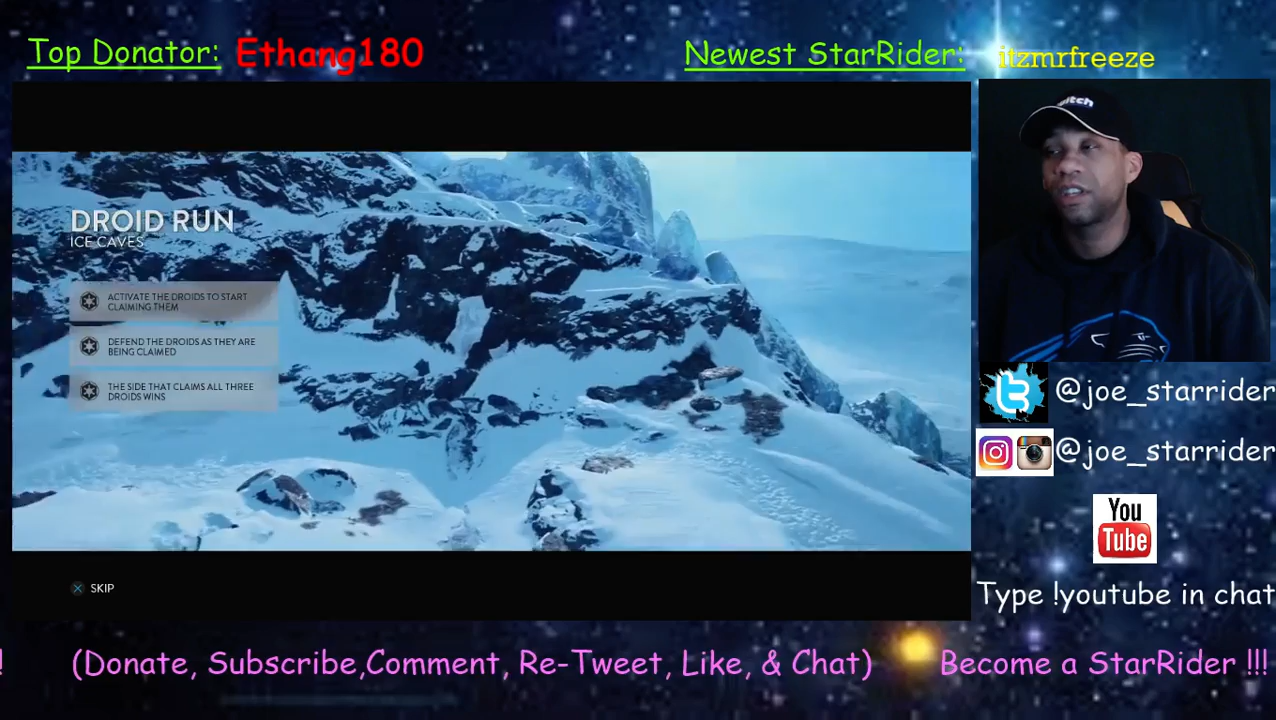 Top Donator: Ethang180
Newest StarRider: itzmrfreeze
DROID RUN
ICE CAVES
ACTIVATE THE DROIDS TO START
CLAIMING THEM
DEFEND THE DROIDS AS THEY ARE
BEING CLAIMED
THE SIDE THAT CLAIMS ALL THREE
DROIDS WINS
SKIP
@joe_starrider
@joe_starrider
You
Tube
Type !youtube in chat
! (Donate, Subscribe,Comment, Re-Tweet, Like, & Chat) Become a StarRider !!!